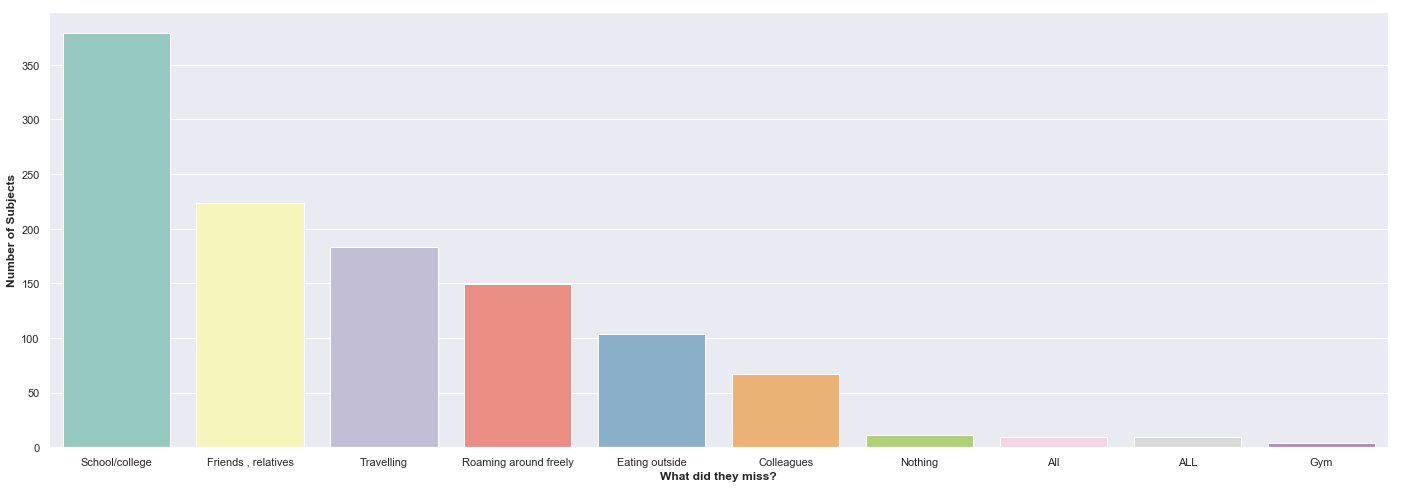 Number of Subjects
350
300
250
200
150
100
50
0
School/college Friends , relatives Travelling Roaming around freely Eating outside Colleagues Nothing All ALL Gym
What did they miss?